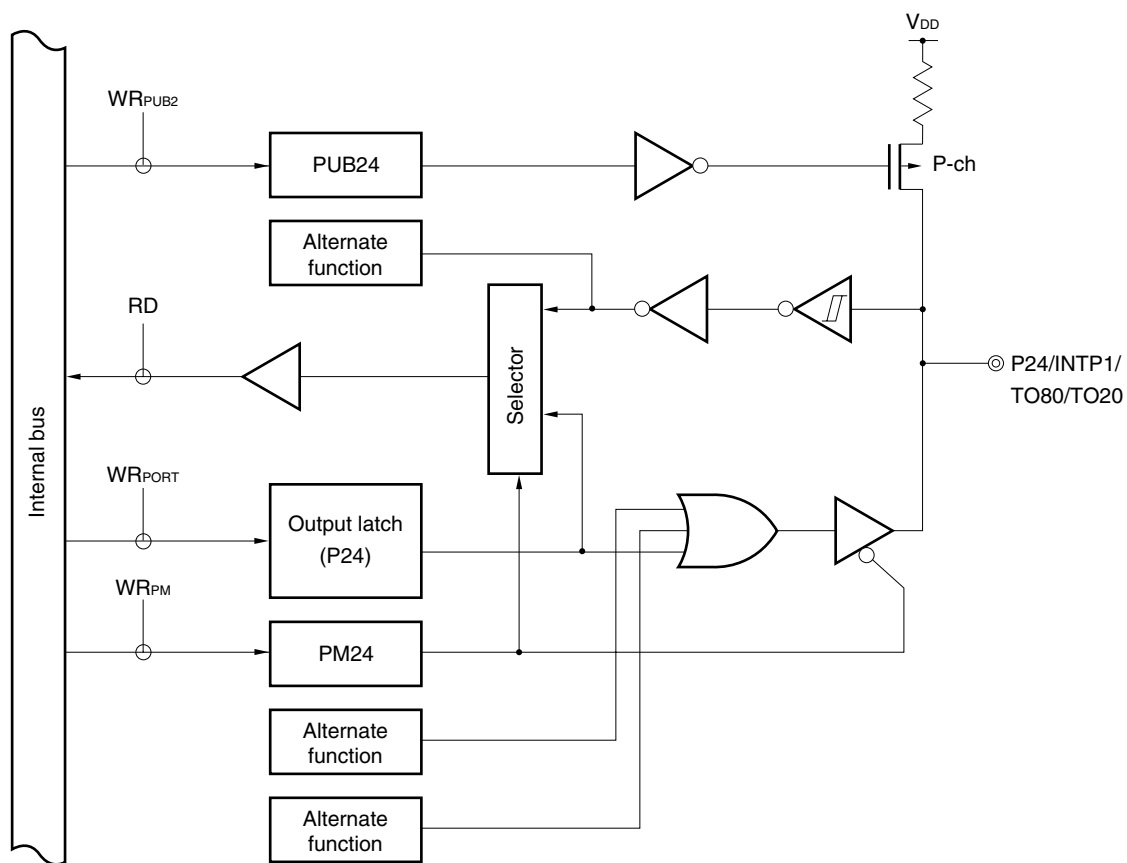 VDD
WRPUB2
PUB24
P-ch
Alternate
function
RD
Selector
P24/INTP1/
TO80/TO20
Internal bus
WRPORT
Output latch
(P24)
WRPM
PM24
Alternate
function
Alternate
function